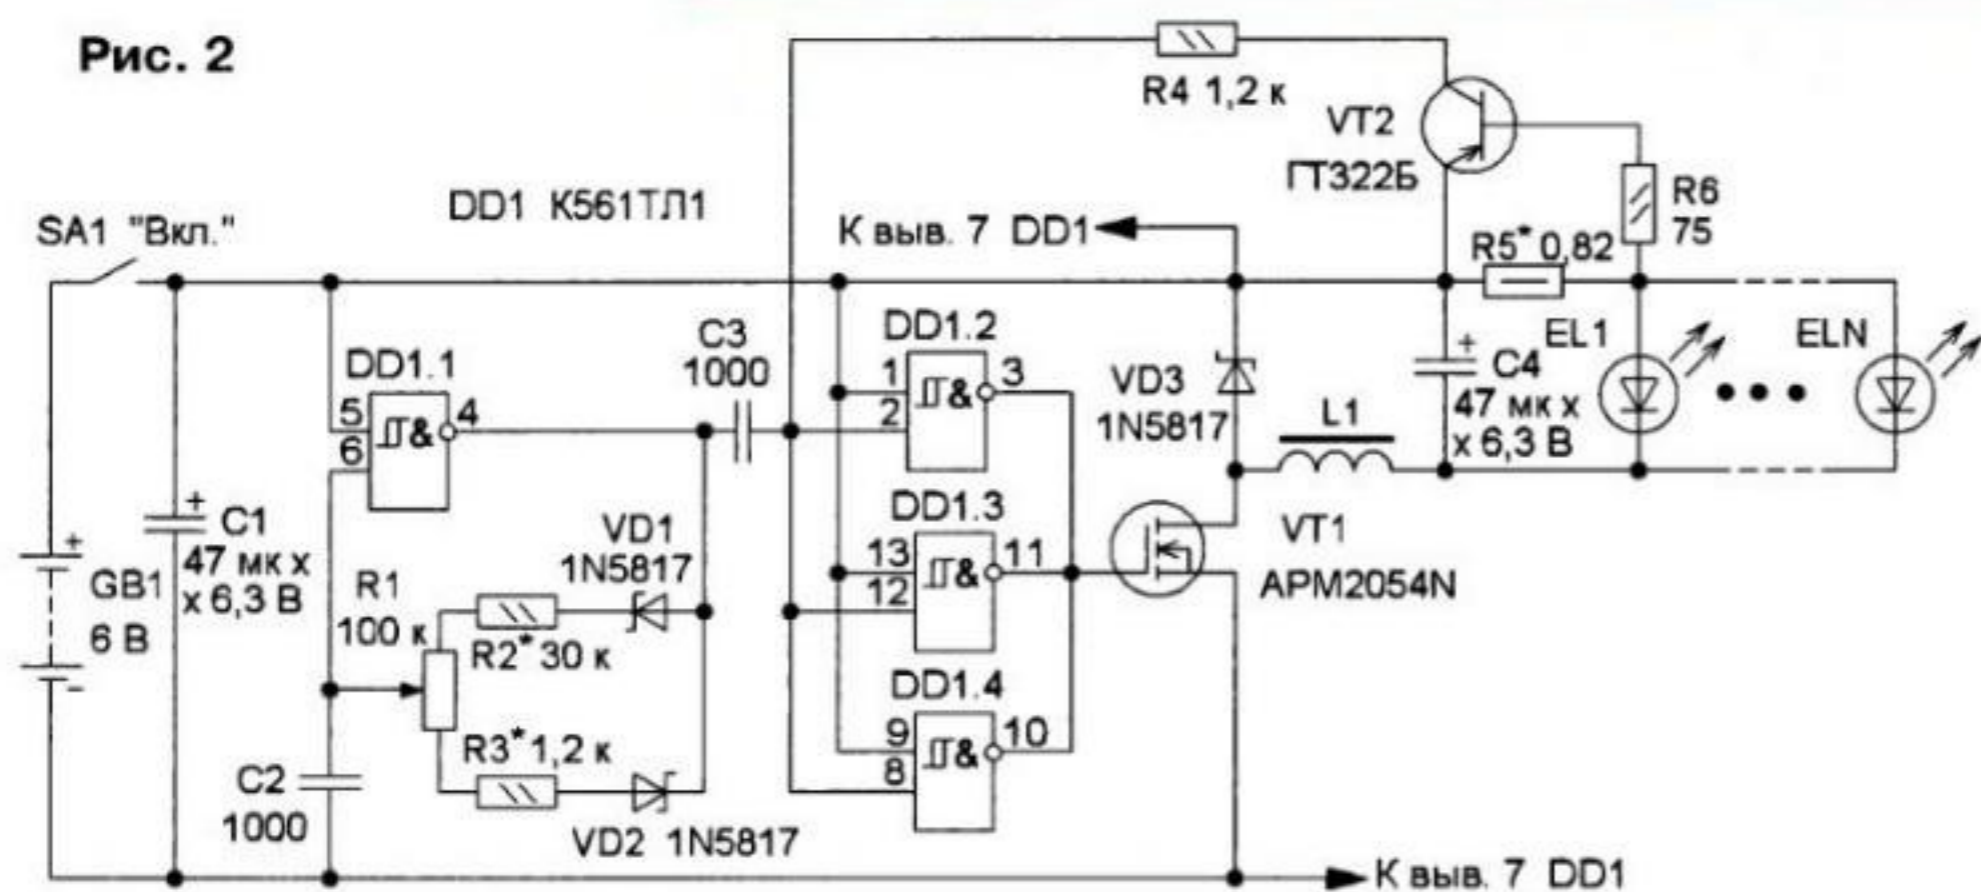 Рис. 2
R4 1,2 к
VT2
ГТ322Б
R6
75
DD1 К561ТЛ1
SA1 "Вкл."
К выв. 7 DD1
R5* 0,82
DD1.1
5
6
&
4
C3
1000
DD1.2
1
2
&
3
VD3
1N5817
L1
+
C4
47 мк х
х 6,3 В
EL1
ELN
+
GB1
6 В
-
+
C1
47 мк х
х 6,3 В
R1
100 к
VD1
1N5817
R2* 30 к
R3* 1,2 к
VD2 1N5817
C2
1000
DD1.3
13
12
&
11
DD1.4
9
8
&
10
VT1
APM2054N
К выв. 7 DD1